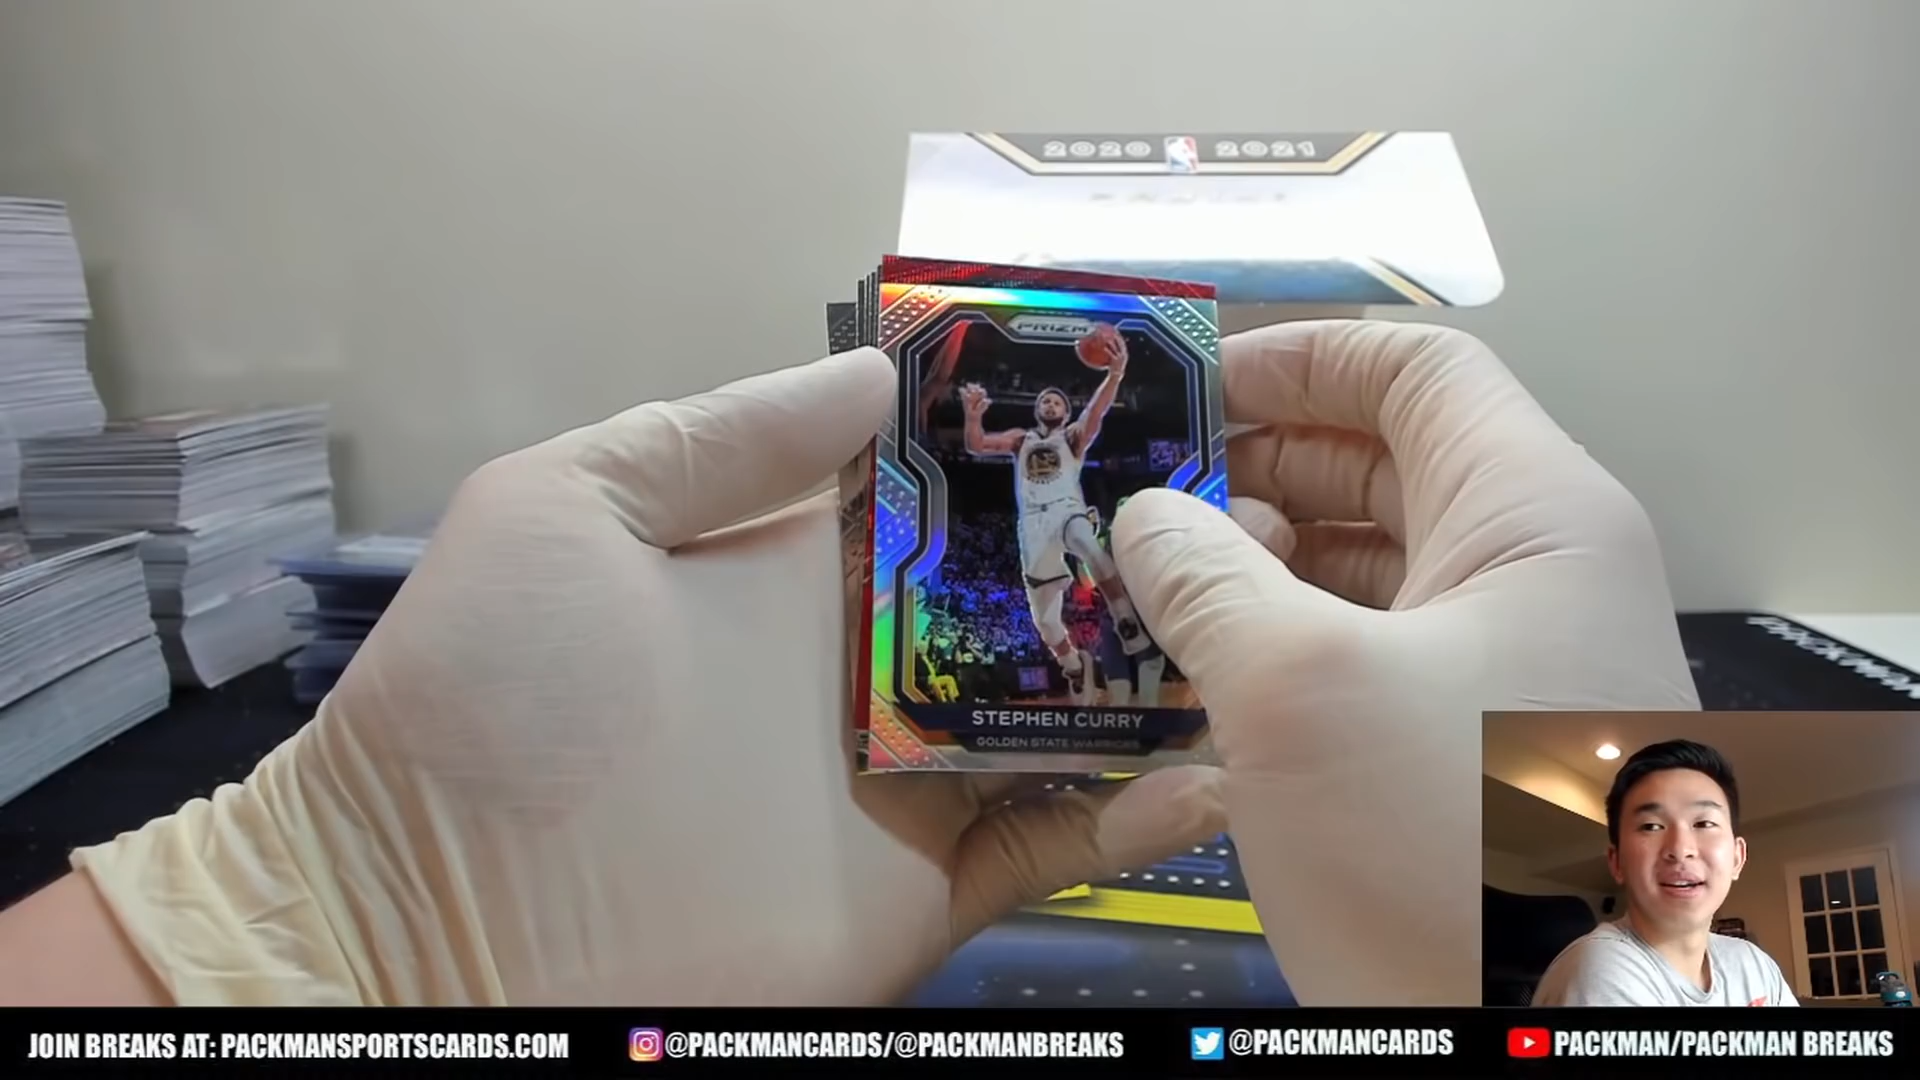 2020 2021
PRIZM
STEPHEN CURRY
GOLDEN STATE WARRIORS
PACKMAN
JOIN BREAKS AT: PACKMANSPORTSCARDS.COM
@PACKMANCARDS/@PACKMANBREAKS
@PACKMANCARDS
PACKMAN/PACKMAN BREAKS